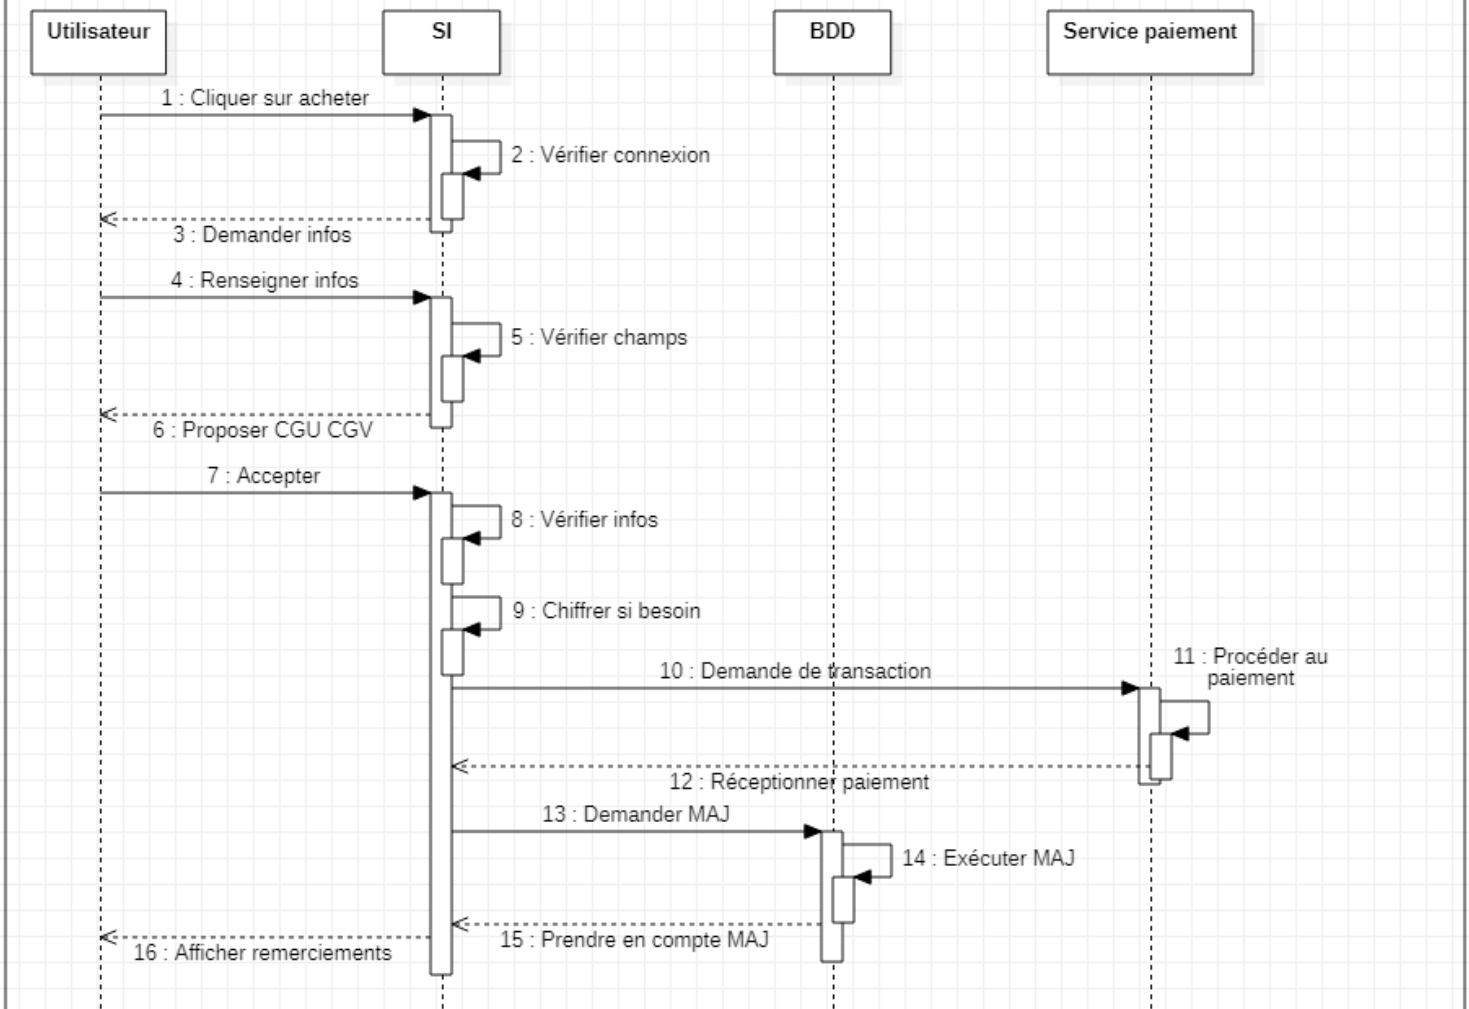 Utilisateur
SI
BDD
Service paiement
1 : Cliquer sur acheter
2 : Vérifier connexion
3 : Demander infos
4 : Renseigner infos
5 : Vérifier champs
6 : Proposer CGU CGV
7 : Accepter
8 : Vérifier infos
9 : Chiffrer si besoin
10 : Demande de transaction
11 : Procéder au
paiement
12 : Réceptionner paiement
13 : Demander MAJ
14 : Exécuter MAJ
15 : Prendre en compte MAJ
16 : Afficher remerciements